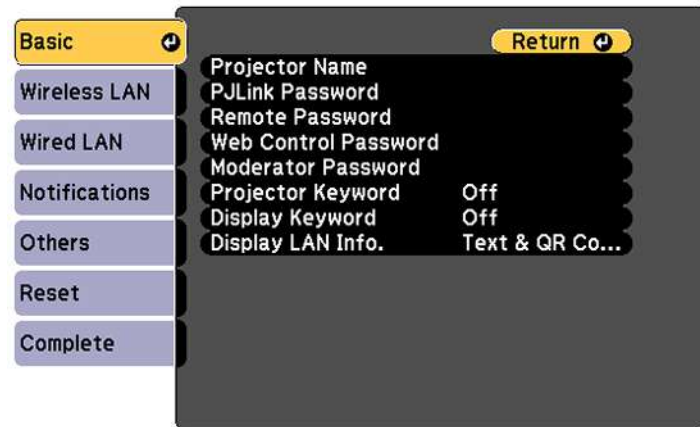 Basic
Return
Projector Name
PJLink Password
Wireless LAN
Remote Password
Wired LAN
Web Control Password
Moderator Password
Notifications
Projector Keyword Off
Display Keyword Off
Others
Display LAN Info. Text & QR Co...
Reset
Complete